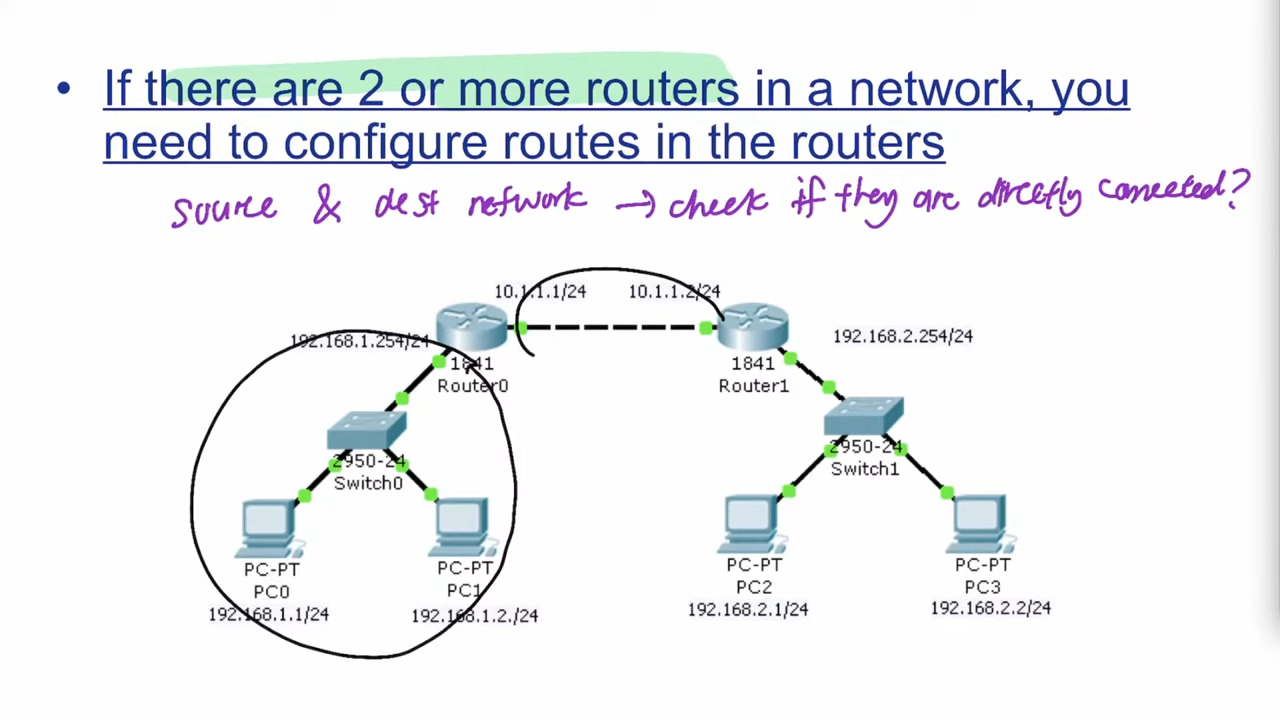 • If there are 2 or more routers in a network, you
need to configure routes in the routers
source & dest network → check if they are directly connected?
10.1.1.1/24
10.1.1.2/24
192.168.1.254/24
1841
Router0
1841
Router1
192.168.2.254/24
2950-24
Switch0
2950-24
Switch1
PC-PT
PC0
192.168.1.1/24
PC-PT
PC1
192.168.1.2./24
PC-PT
PC2
192.168.2.1/24
PC-PT
PC3
192.168.2.2/24